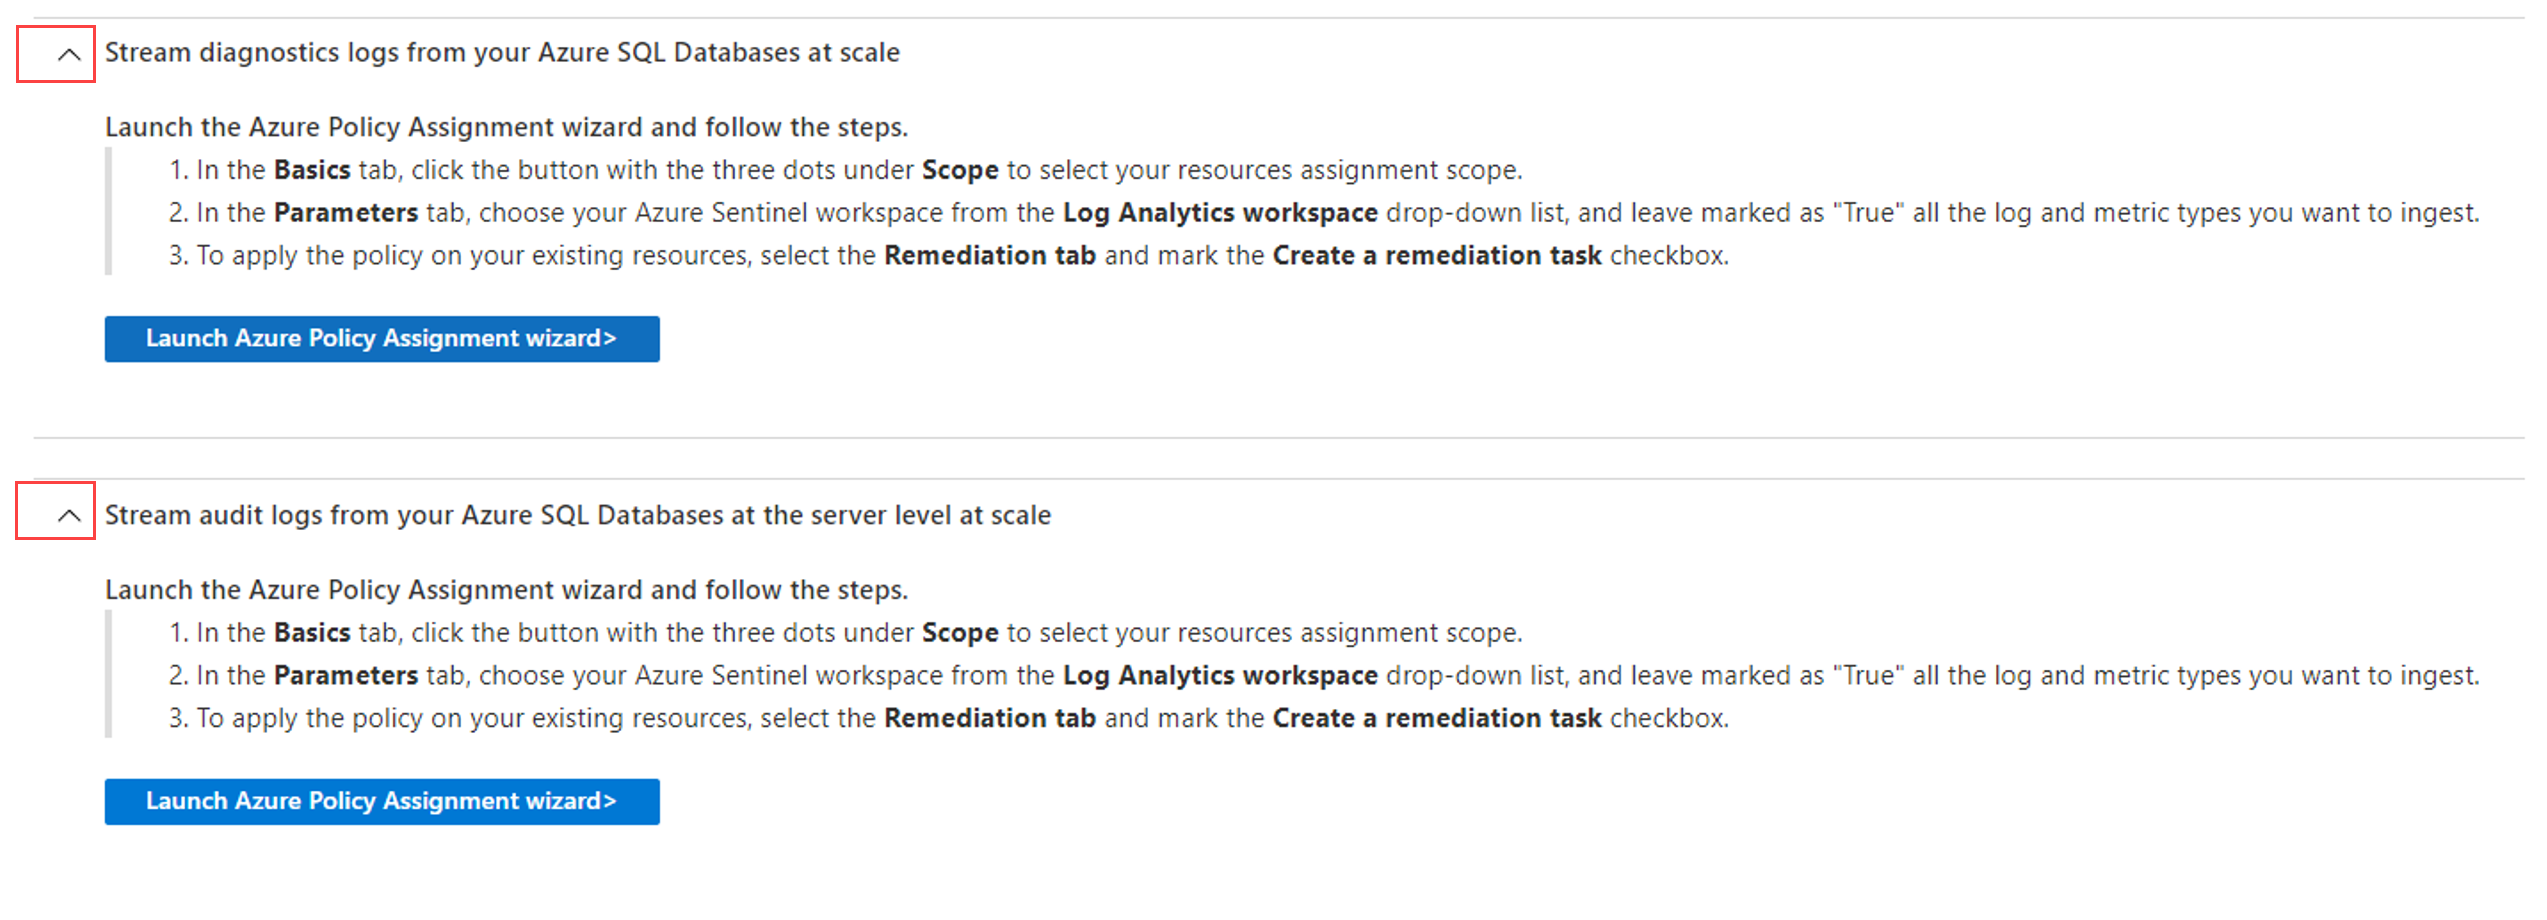 Stream diagnostics logs from your Azure SQL Databases at scale
Launch the Azure Policy Assignment wizard and follow the steps.
1. In the Basics tab, click the button with the three dots under Scope to select your resources assignment scope.
2. In the Parameters tab, choose your Azure Sentinel workspace from the Log Analytics workspace drop-down list, and leave marked as "True" all the log and metric types you want to ingest.
3. To apply the policy on your existing resources, select the Remediation tab and mark the Create a remediation task checkbox.
Launch Azure Policy Assignment wizard>
Stream audit logs from your Azure SQL Databases at the server level at scale
Launch the Azure Policy Assignment wizard and follow the steps.
1. In the Basics tab, click the button with the three dots under Scope to select your resources assignment scope.
2. In the Parameters tab, choose your Azure Sentinel workspace from the Log Analytics workspace drop-down list, and leave marked as "True" all the log and metric types you want to ingest.
3. To apply the policy on your existing resources, select the Remediation tab and mark the Create a remediation task checkbox.
Launch Azure Policy Assignment wizard>